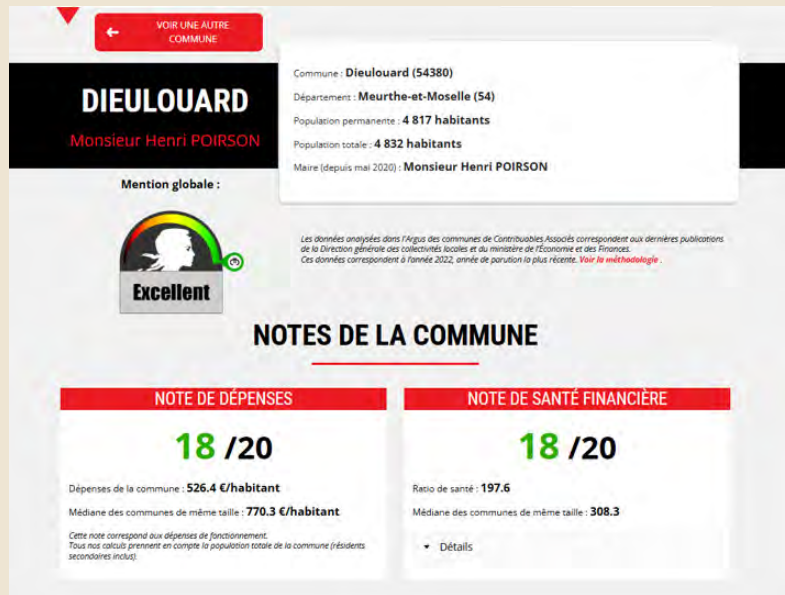 VOIR UNE AUTRE
COMMUNE
Commune : Dieulouard (54380)
Département : Meurthe-et-Moselle (54)
Population permanente : 4 817 habitants
Population totale : 4 832 habitants
Maire (depuis mai 2020) : Monsieur Henri POIRSON
DIEULOUARD
Monsieur Henri POIRSON
Mention globale :
Excellent
Les données analysées dans l'Argus des communes de Contribuables Associés correspondent aux dernières publications
de la Direction générale des collectivités locales et du ministère de l'Économie et des Finances.
Ces données correspondent à l'année 2022, année de parution la plus récente. Voir la méthodologie .
NOTES DE LA COMMUNE
NOTE DE DÉPENSES
18 /20
Dépenses de la commune : 526.4 €/habitant
Médiane des communes de même taille : 770.3 €/habitant
Cette note correspond aux dépenses de fonctionnement.
Tous nos calculs prennent en compte la population totale de la commune (résidents
secondaires inclus).
NOTE DE SANTÉ FINANCIÈRE
18 /20
Ratio de santé : 197.6
Médiane des communes de même taille : 308.3
Détails